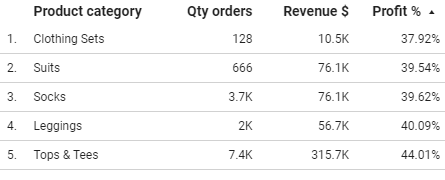 Product category Qty orders Revenue $ Profit % ▲
1. Clothing Sets 128 10.5K 37.92%
2. Suits 666 76.1K 39.54%
3. Socks 3.7K 76.1K 39.62%
4. Leggings 2K 56.7K 40.09%
5. Tops & Tees 7.4K 315.7K 44.01%